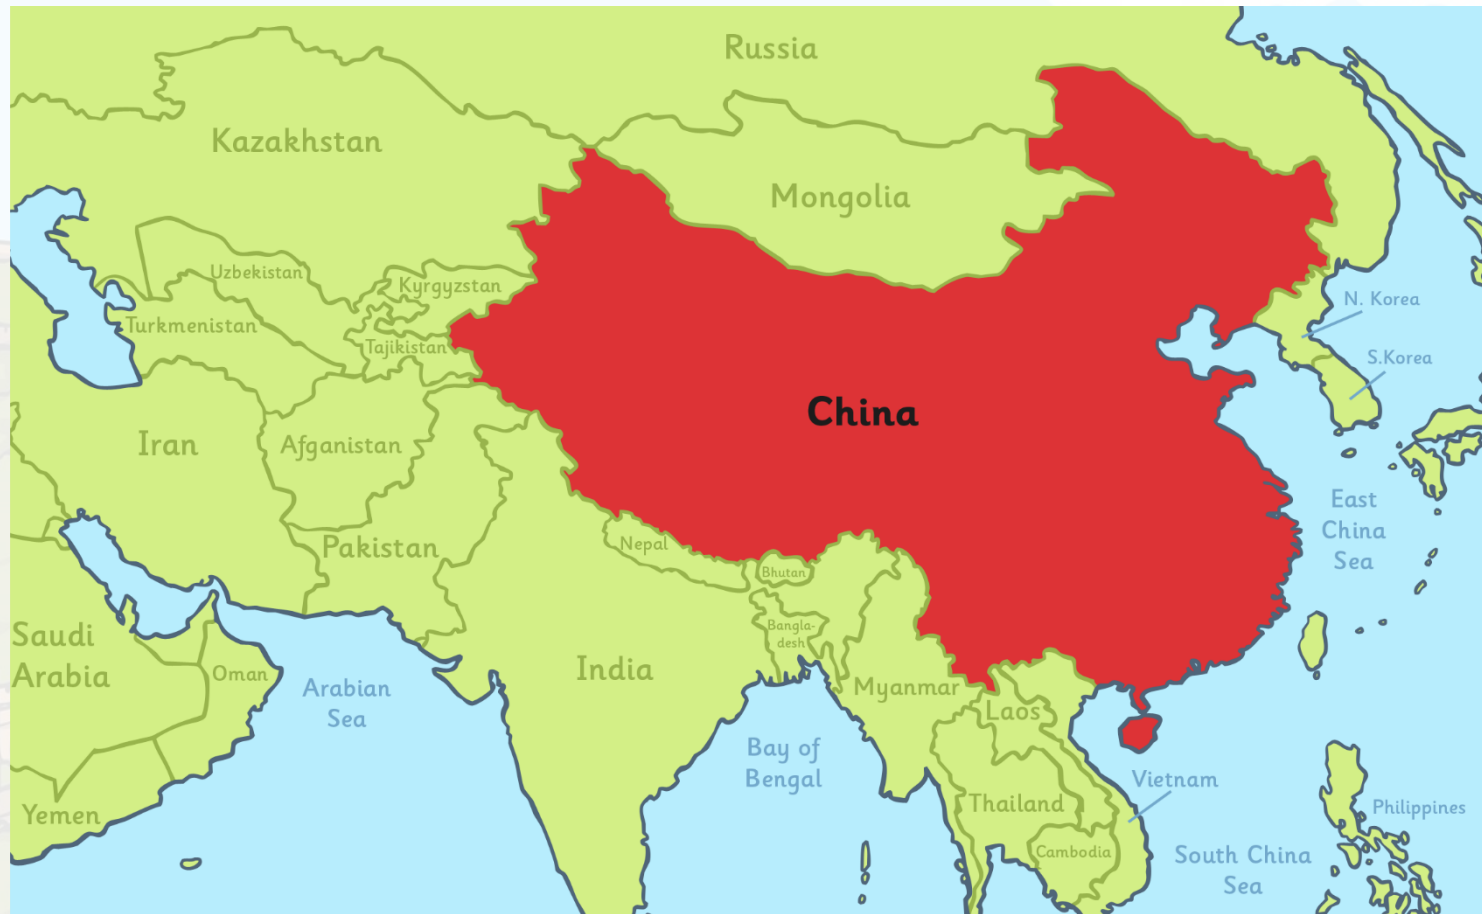 Russia
Kazakhstan
Mongolia
Uzbekistan
Kyrgyzstan
N. Korea
Turkmenistan
Tajikistan
S.Korea
China
Iran
Afganistan
East
China
Sea
Pakistan
Nepal
Bhutan
Bangla-
desh
Saudi
Arabia
Oman
India
Arabian
Sea
Myanmar
Laos
Bay of
Bengal
Vietnam
Thailand
Philippines
Yemen
Cambodia
South China
Sea